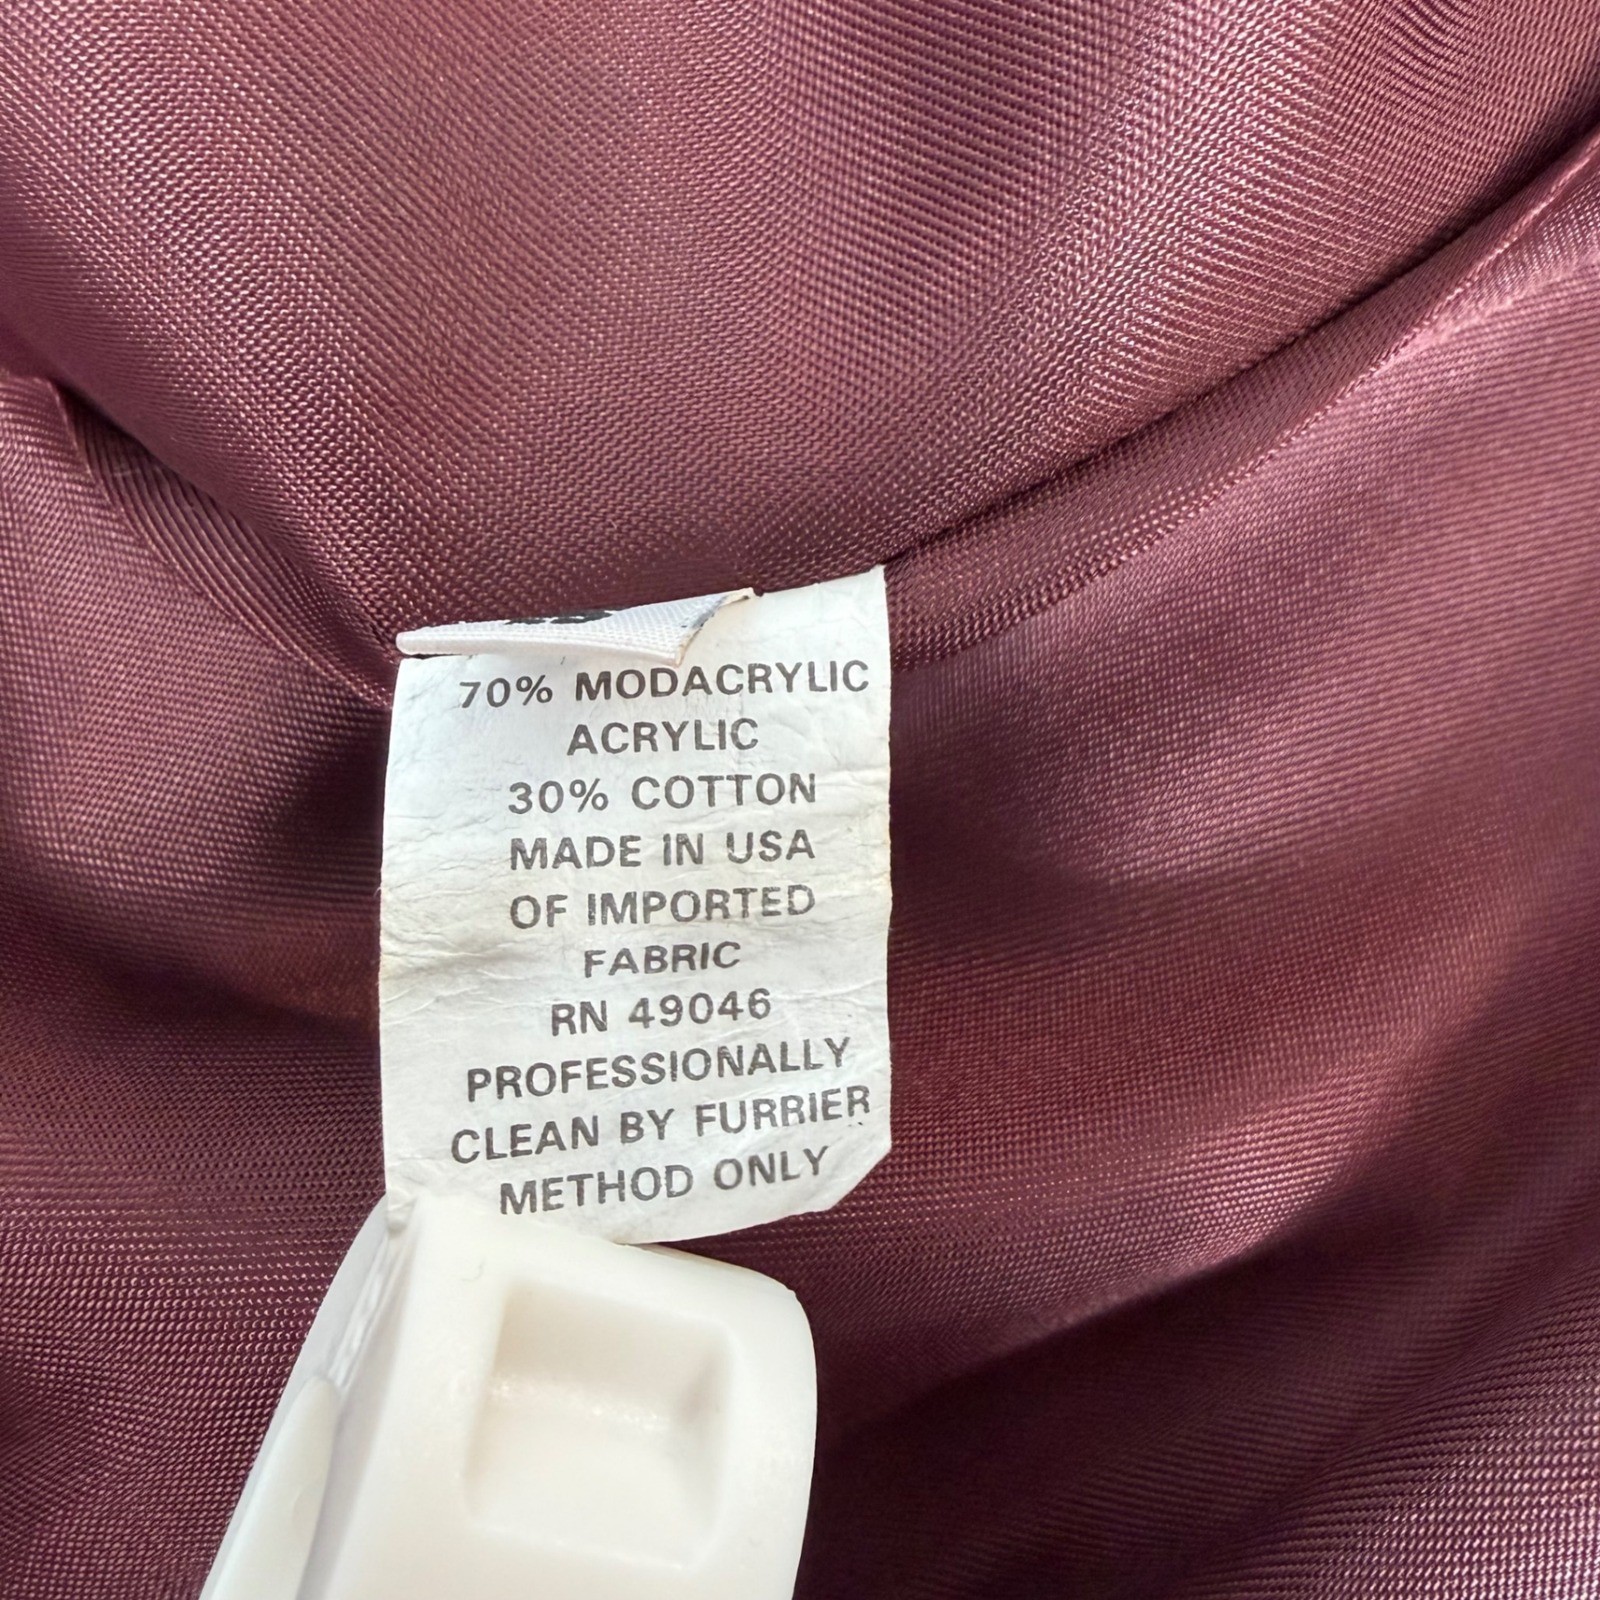 70% MODACRYLIC
ACRYLIC
30% COTTON
MADE IN USA
OF IMPORTED
FABRIC
RN 49046
PROFESSIONALLY
CLEAN BY FURRIER
METHOD ONLY